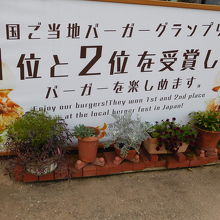 国ご当地バーガーグランプリ
1位と2位を受賞し
バーガーを楽しめます。
Enjoy our burgers!They won 1st and 2nd place
at the local burger fest in Japan!